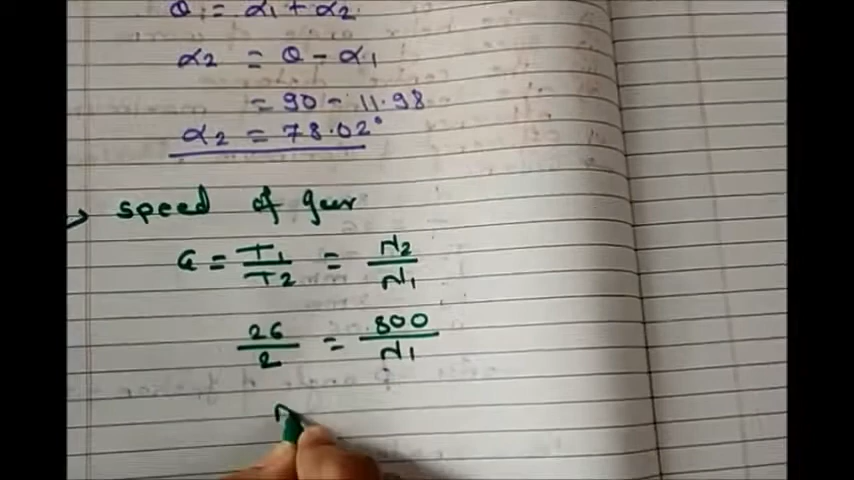 θ = α1 + α2
α2 = θ - α1
= 90 - 11.98
α2 = 78.02°
→ speed of gear
G = T1/T2 = N2/N1
26/2 = 800/N1